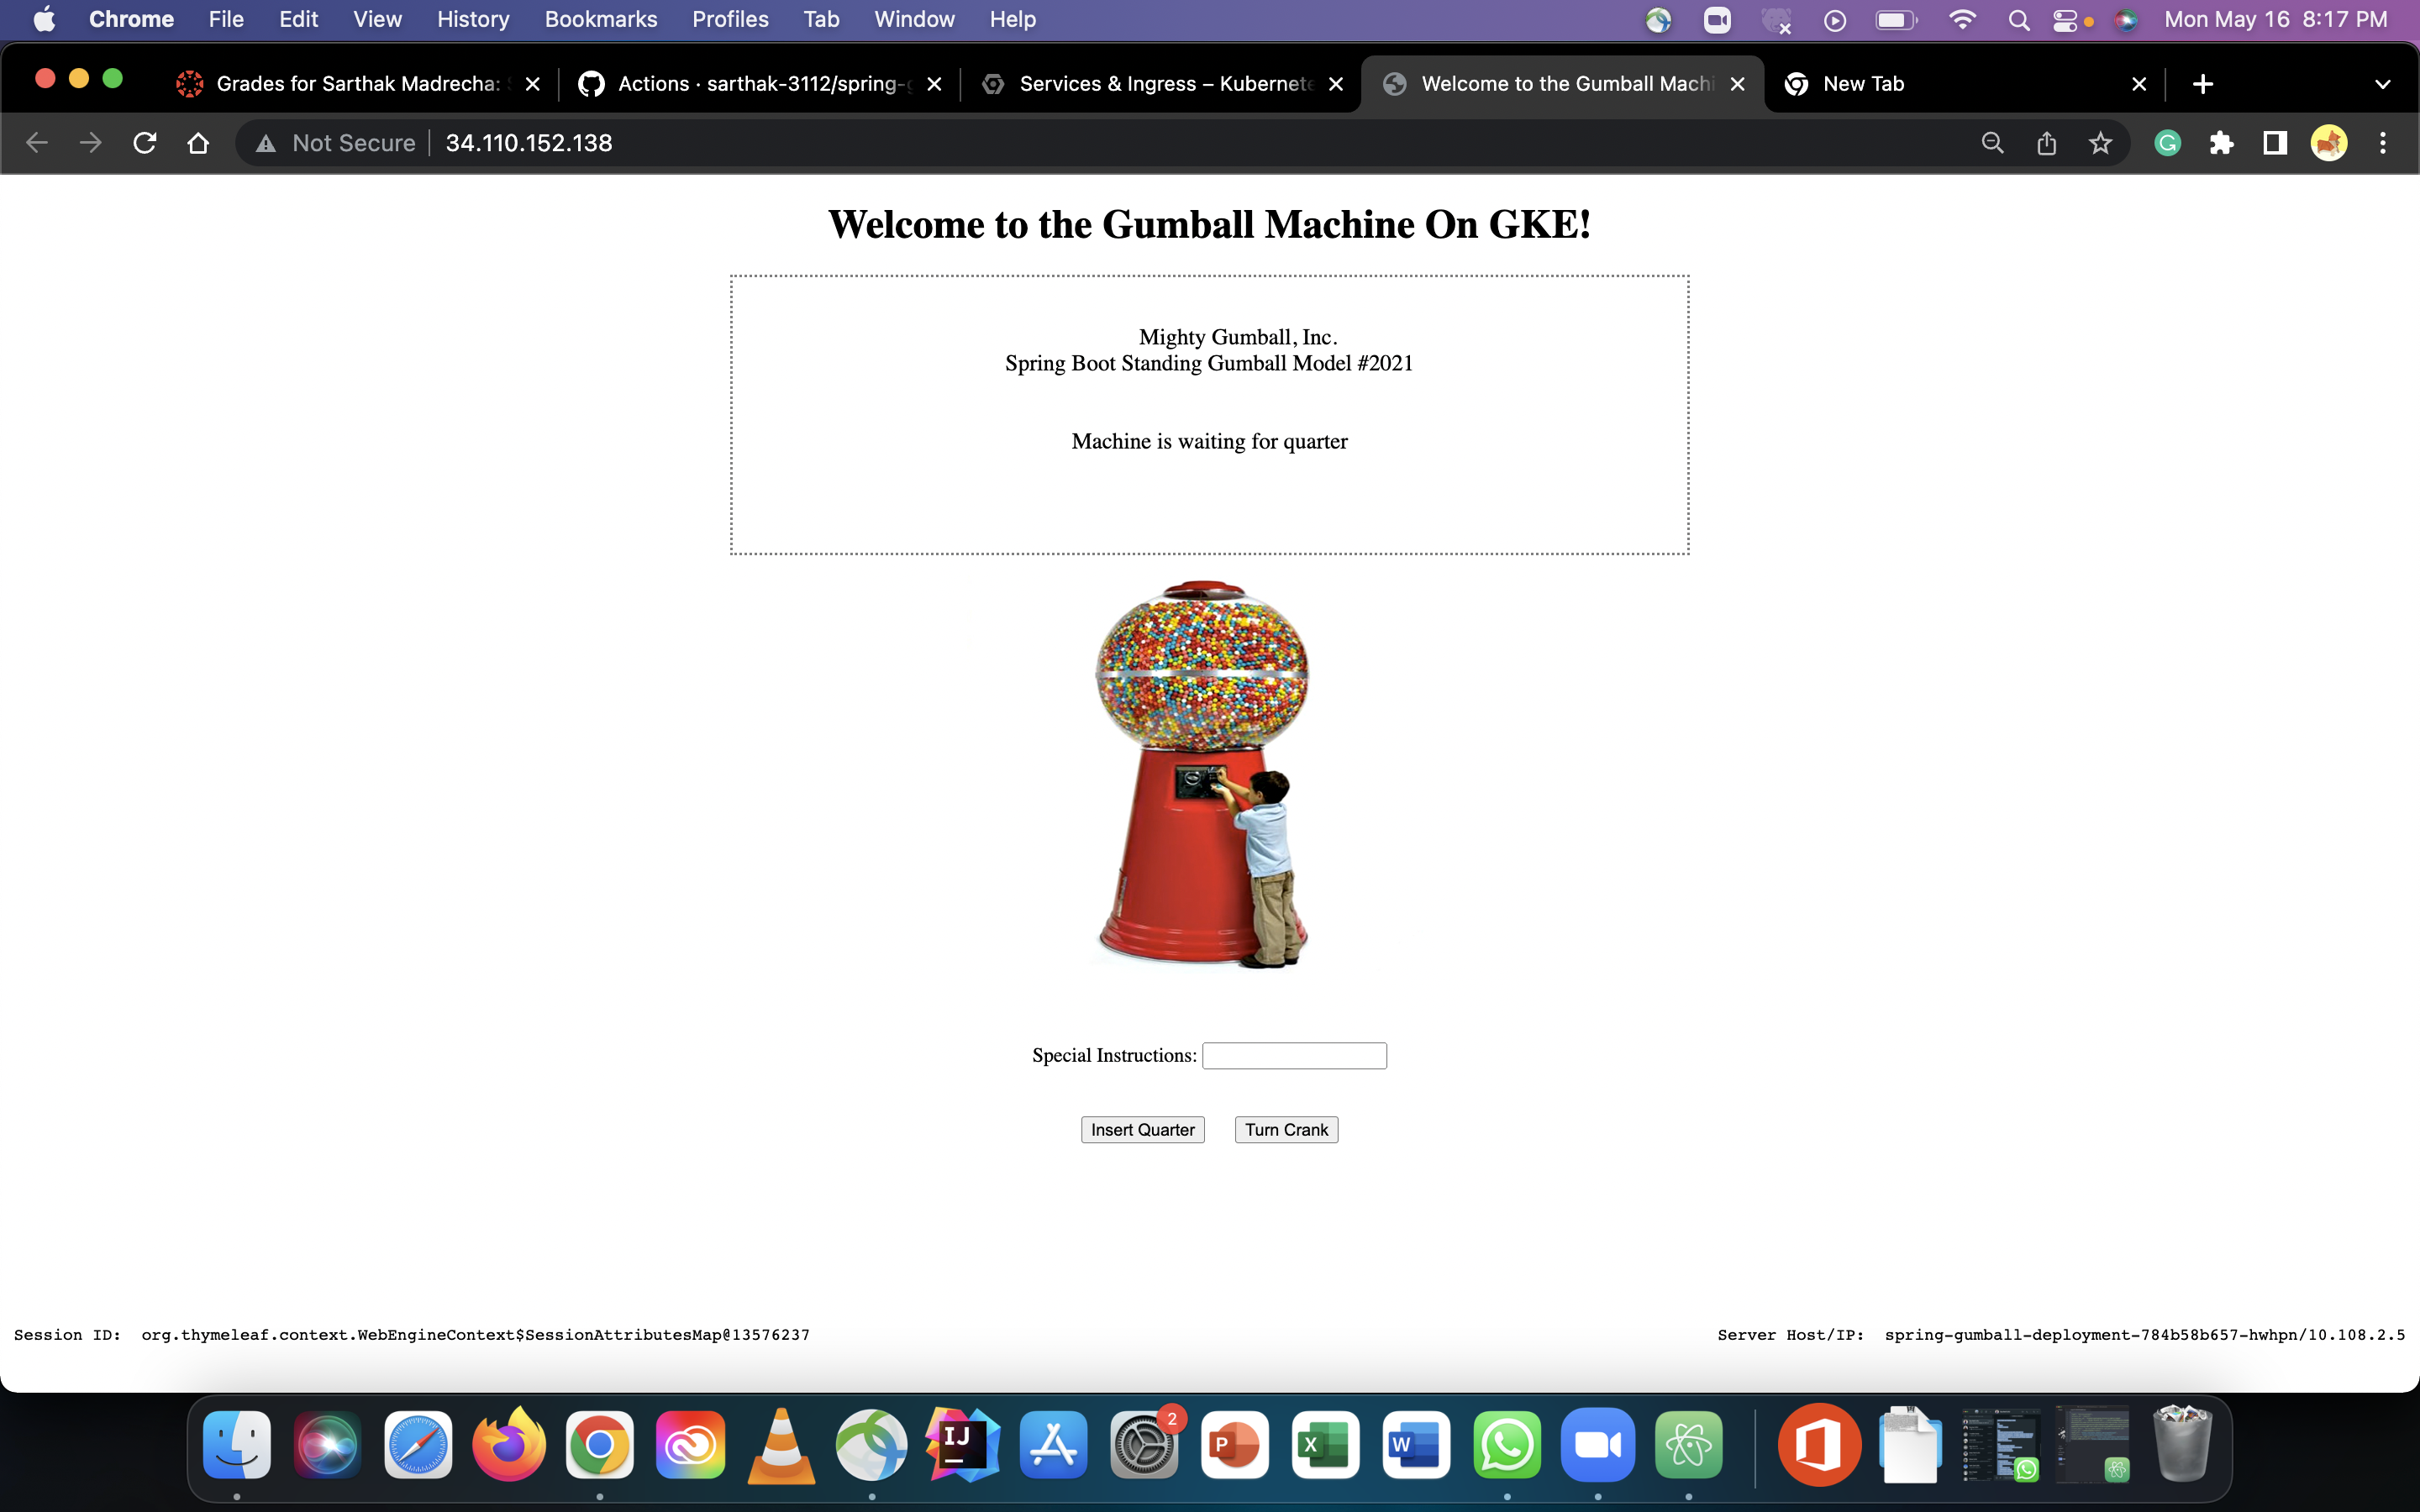 Chrome File Edit View History Bookmarks Profiles Tab Window Help Mon May 16 8:17 PM
Grades for Sarthak Madrecha: Actions · sarthak-3112/spring-g Services & Ingress – Kubernete Welcome to the Gumball Machi New Tab
Not Secure 34.110.152.138
Welcome to the Gumball Machine On GKE!
Mighty Gumball, Inc.
Spring Boot Standing Gumball Model #2021
Machine is waiting for quarter
Special Instructions:
Insert Quarter Turn Crank
Session ID: org.thymeleaf.context.WebEngineContext$SessionAttributesMap@13576237 Server Host/IP: spring-gumball-deployment-784b58b657-hwhpn/10.108.2.5
IJ 2 P X W